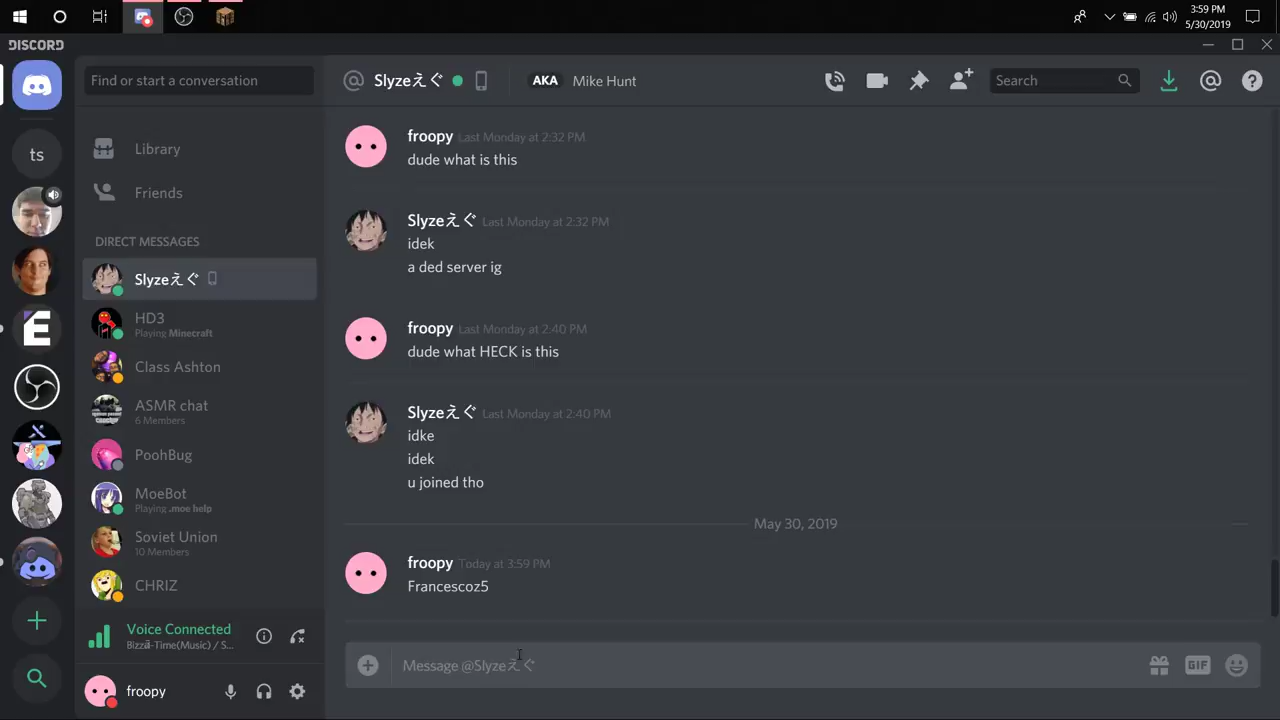 3:59 PM
5/30/2019
DISCORD
Find or start a conversation
Slyzeえぐ
AKA
Mike Hunt
Search
ts
Library
Friends
DIRECT MESSAGES
Slyzeえぐ
HD3
Playing Minecraft
Class Ashton
ASMR chat
6 Members
PoohBug
MoeBot
Playing .moe help
Soviet Union
10 Members
CHRIZ
Voice Connected
Bizzā-Time(Music) / S...
froopy
froopy Last Monday at 2:32 PM
dude what is this
Slyzeえぐ Last Monday at 2:32 PM
idek
a ded server ig
froopy Last Monday at 2:40 PM
dude what HECK is this
Slyzeえぐ Last Monday at 2:40 PM
idke
idek
u joined tho
May 30, 2019
froopy Today at 3:59 PM
Francescoz5
Message @Slyzeえぐ
GIF